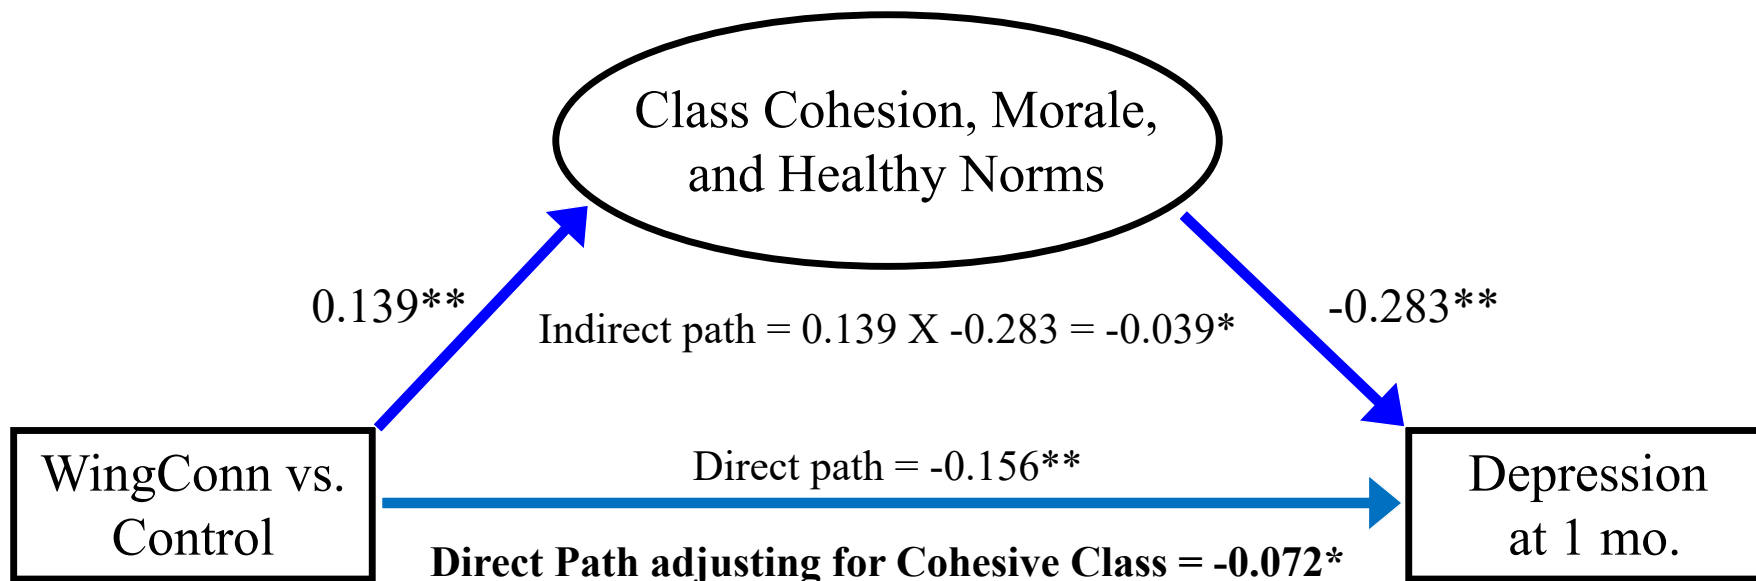 Class Cohesion, Morale,
and Healthy Norms
0.139**
-0.283**
Indirect path = 0.139 X -0.283 = -0.039*
WingConn vs.
Control
Direct path = -0.156**
Direct Path adjusting for Cohesive Class = -0.072*
Depression
at 1 mo.